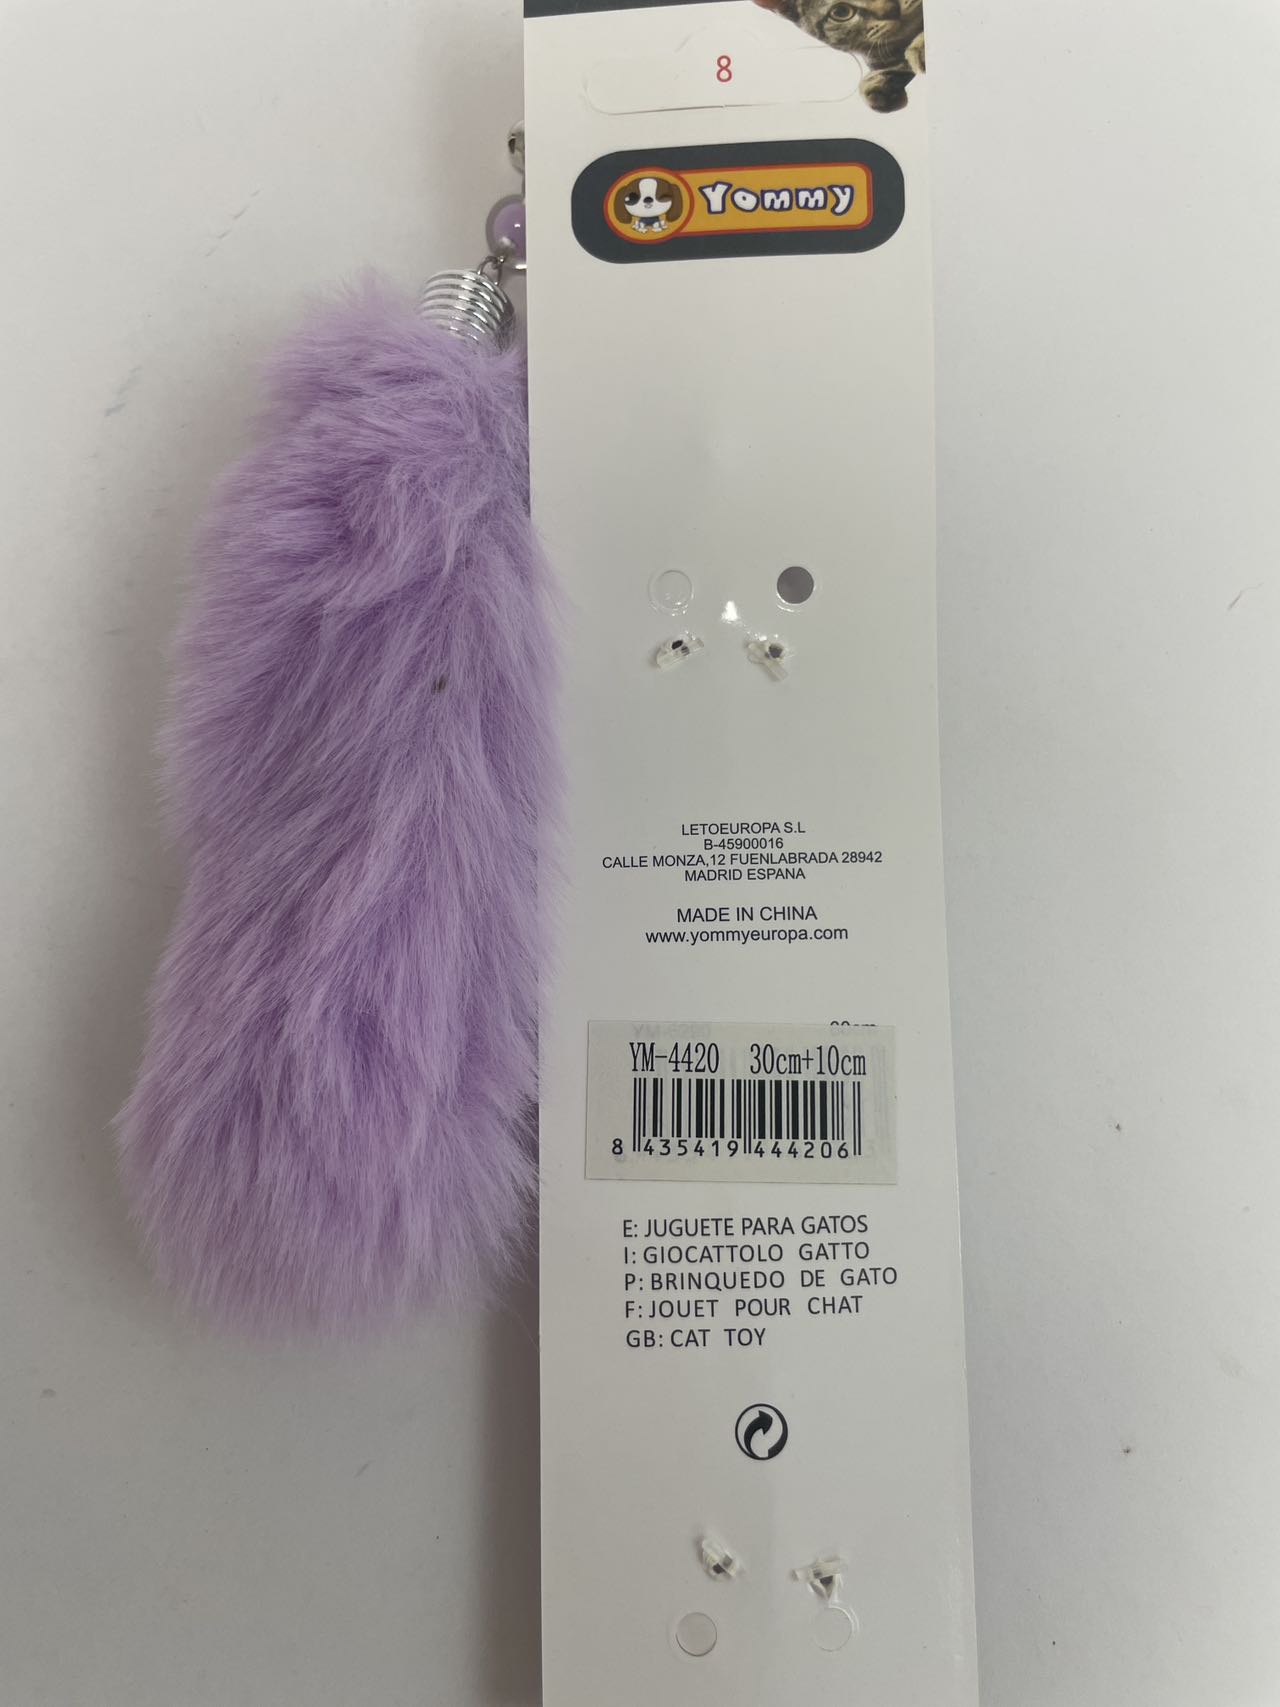 8
Yommy
LETOEUROPA S.L
B-45900016
CALLE MONZA,12 FUENLABRADA 28942
MADRID ESPANA
MADE IN CHINA
www.yommyeuropa.com
YM-4420 30cm+10cm
8 435419 444206
E: JUGUETE PARA GATOS
I: GIOCATTOLO GATTO
P: BRINQUEDO DE GATO
F: JOUET POUR CHAT
GB: CAT TOY